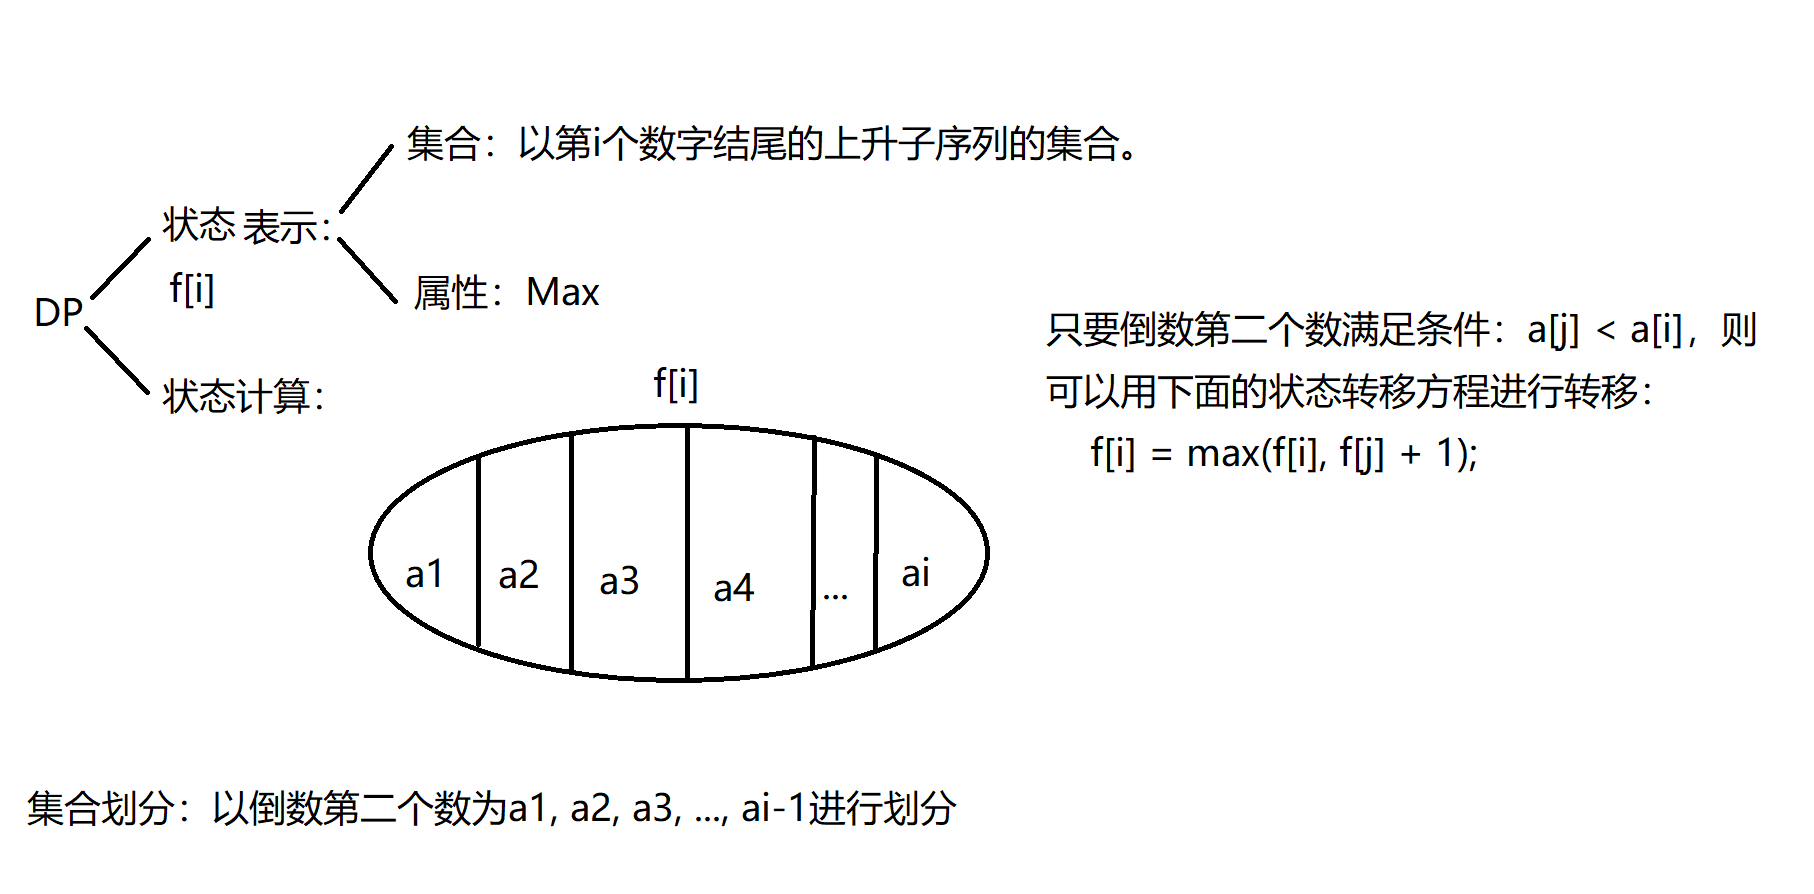 集合：以第i个数字结尾的上升子序列的集合。
状态 表示：
f[i]
属性：Max
DP
状态计算：
f[i]
只要倒数第二个数满足条件：a[j] < a[i]，则
可以用下面的状态转移方程进行转移：
f[i] = max(f[i], f[j] + 1);
a1 a2 a3 a4 ... ai
集合划分：以倒数第二个数为a1, a2, a3, ..., ai-1进行划分